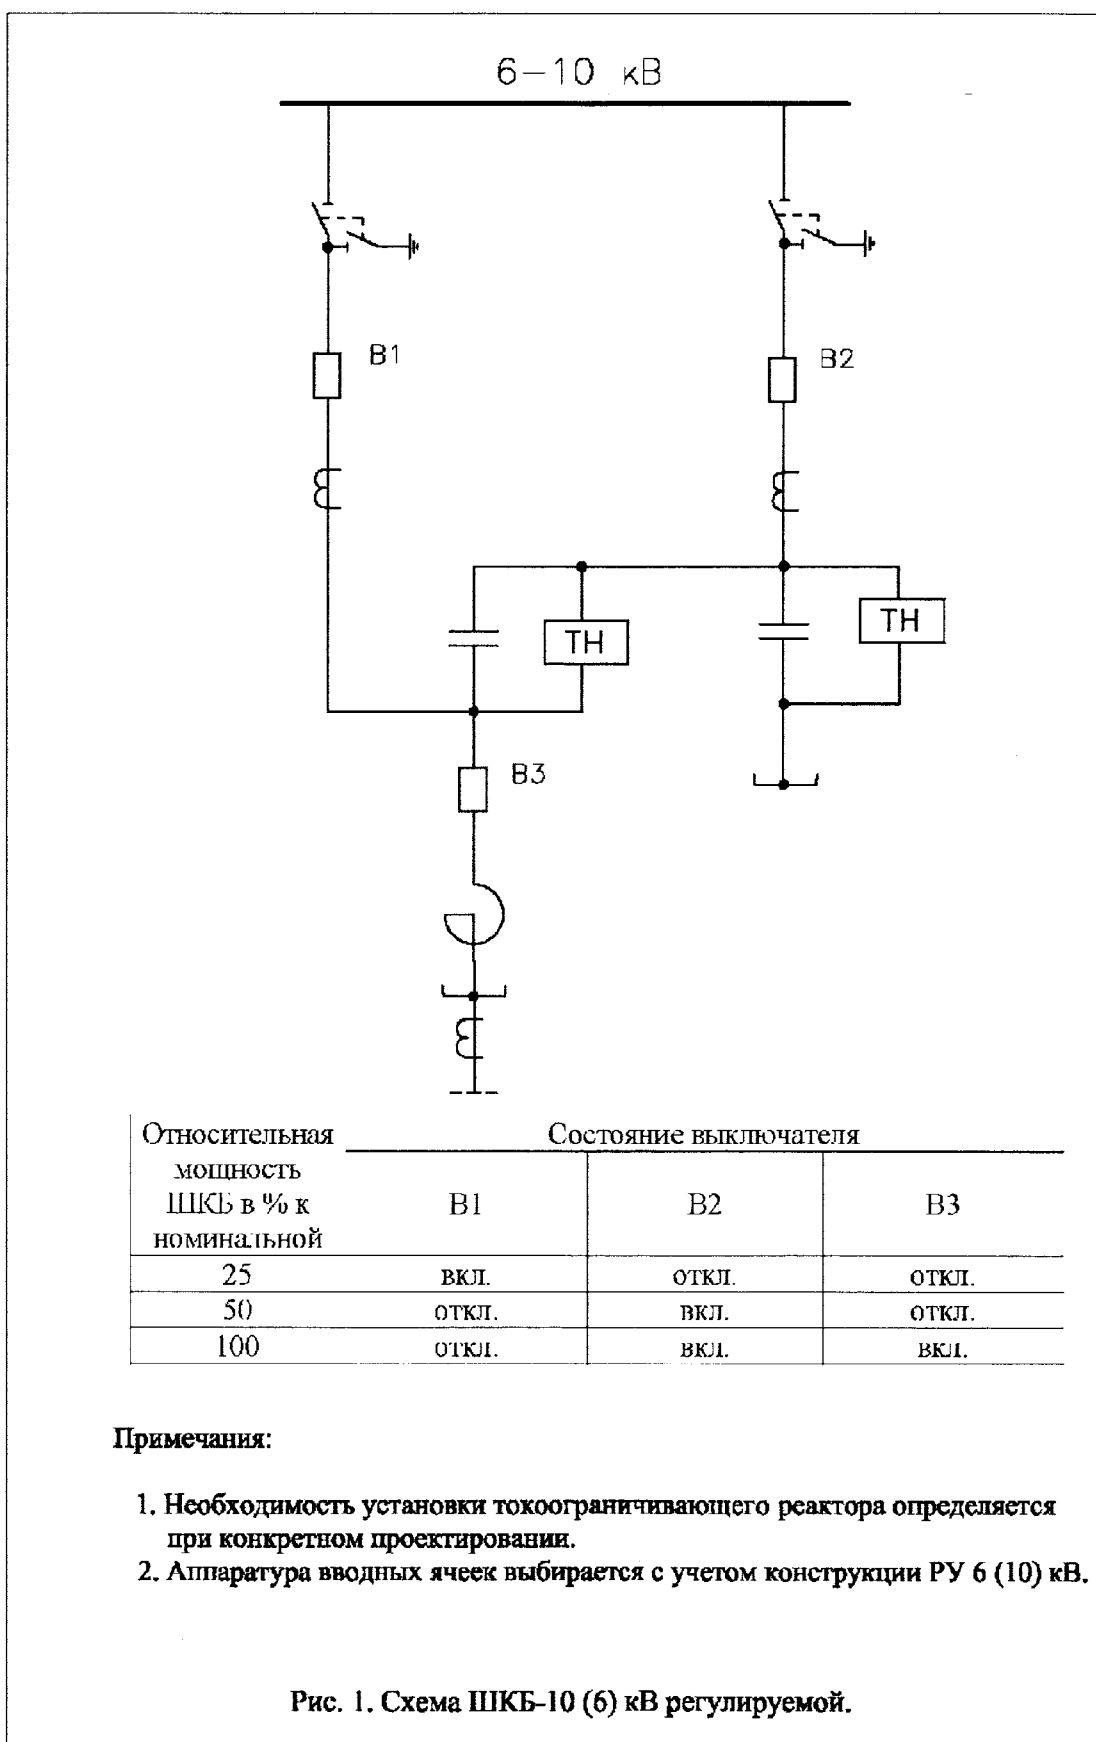 6-10 кВ
В1
В2
ТН
ТН
В3
Относительная мощность ШКБ в % к номинальной
Состояние выключателя
В1 В2 В3
25 вкл. откл. откл.
50 откл. вкл. откл.
100 откл. вкл. вкл.
Примечания:
1. Необходимость установки токоограничивающего реактора определяется
при конкретном проектировании.
2. Аппаратура вводных ячеек выбирается с учетом конструкции РУ 6 (10) кВ.
Рис. 1. Схема ШКБ-10 (6) кВ регулируемой.